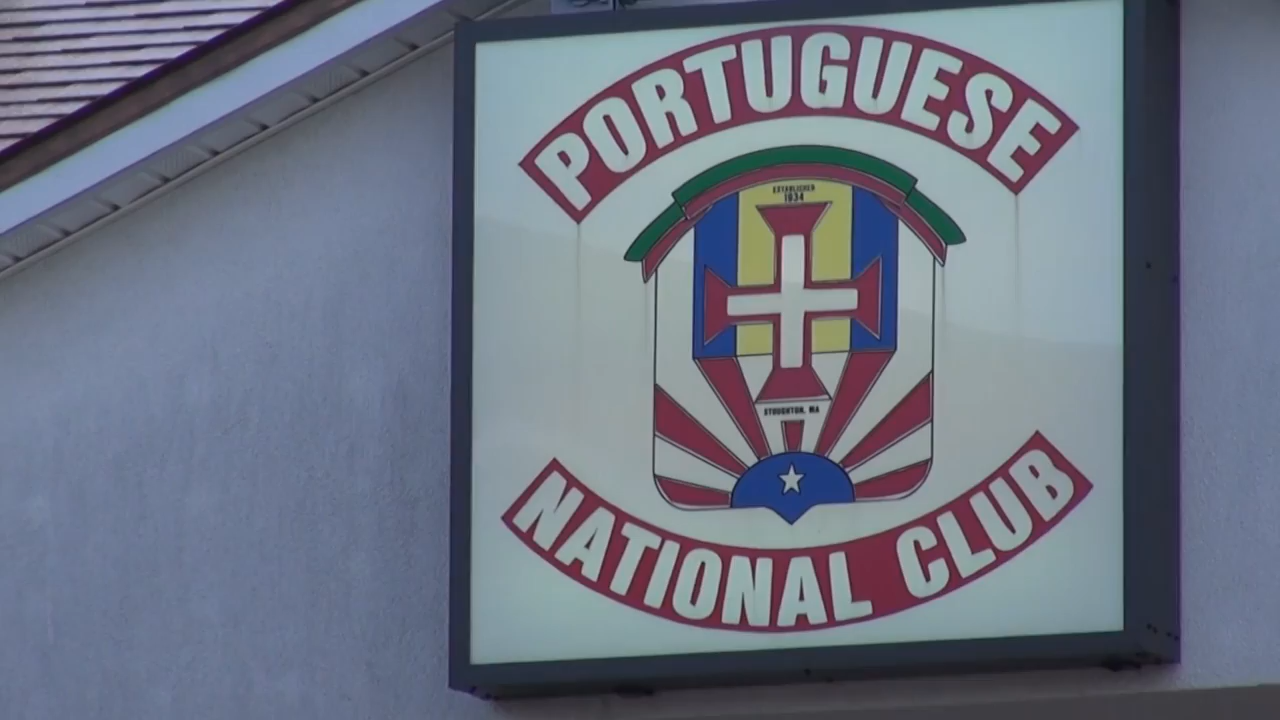 PORTUGUESE
ESTABLISHED
1934
STOUGHTON, MA
NATIONAL CLUB